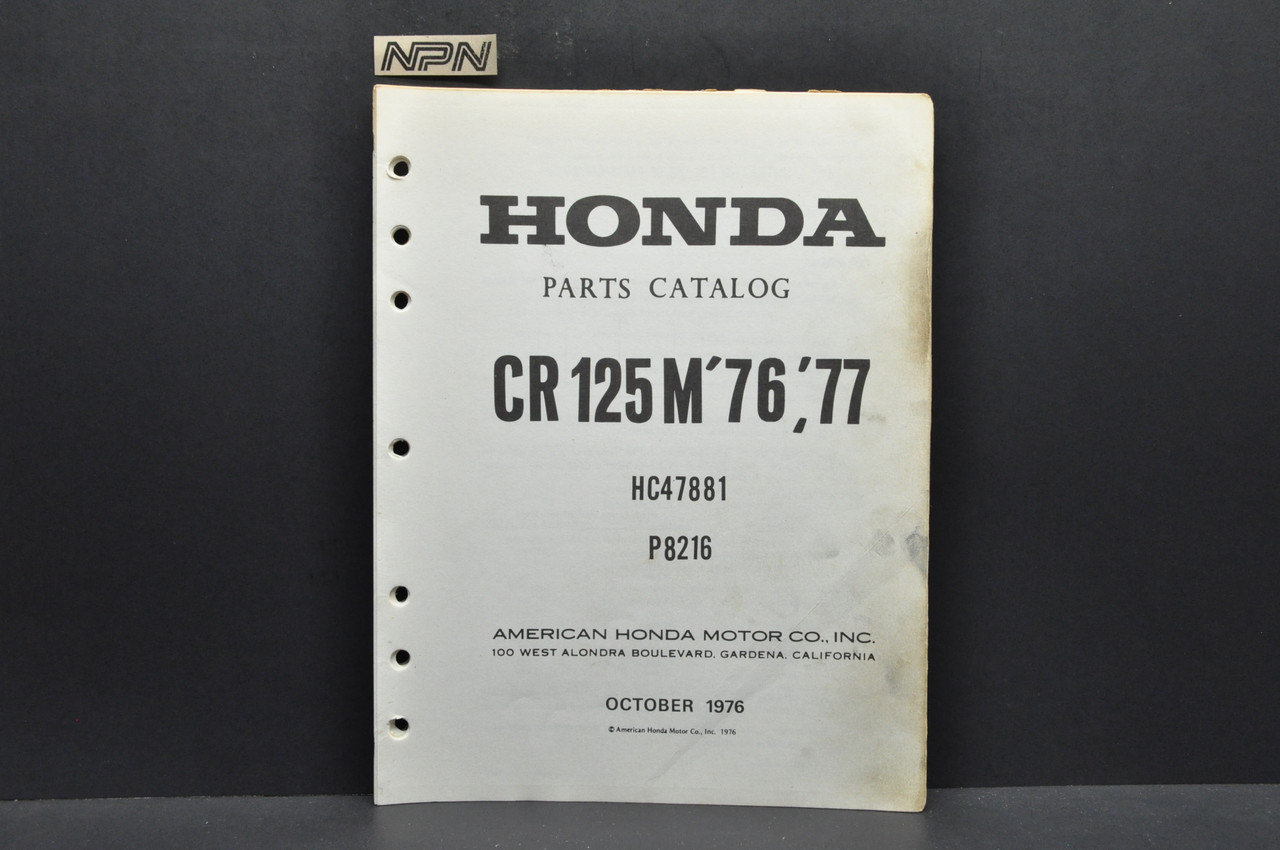 NPN
HONDA
PARTS CATALOG
CR 125 M '76, '77
HC47881
P8216
AMERICAN HONDA MOTOR CO., INC.
100 WEST ALONDRA BOULEVARD, GARDENA, CALIFORNIA
OCTOBER 1976
© American Honda Motor Co., Inc. 1976